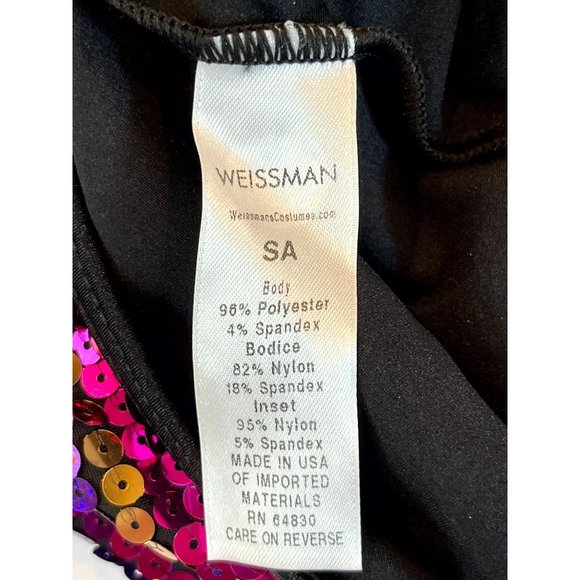 WEISSMAN
WeissmansCostumes.com
SA
Body
96% Polyester
4% Spandex
Bodice
82% Nylon
18% Spandex
Inset
95% Nylon
5% Spandex
MADE IN USA
OF IMPORTED
MATERIALS
RN 64830
CARE ON REVERSE